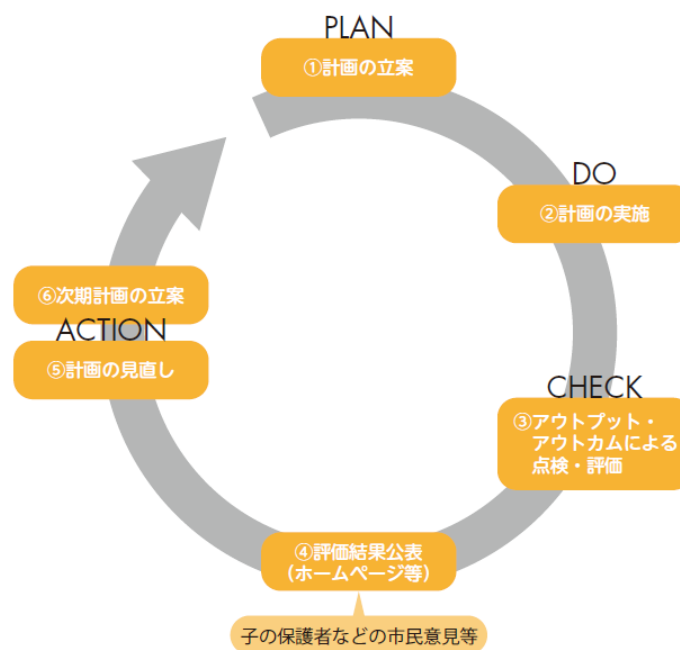 PLAN
①計画の立案
DO
②計画の実施
CHECK
③アウトプット・
アウトカムによる
点検・評価
④評価結果公表
（ホームページ等）
子の保護者などの市民意見等
⑥次期計画の立案
ACTION
⑤計画の見直し